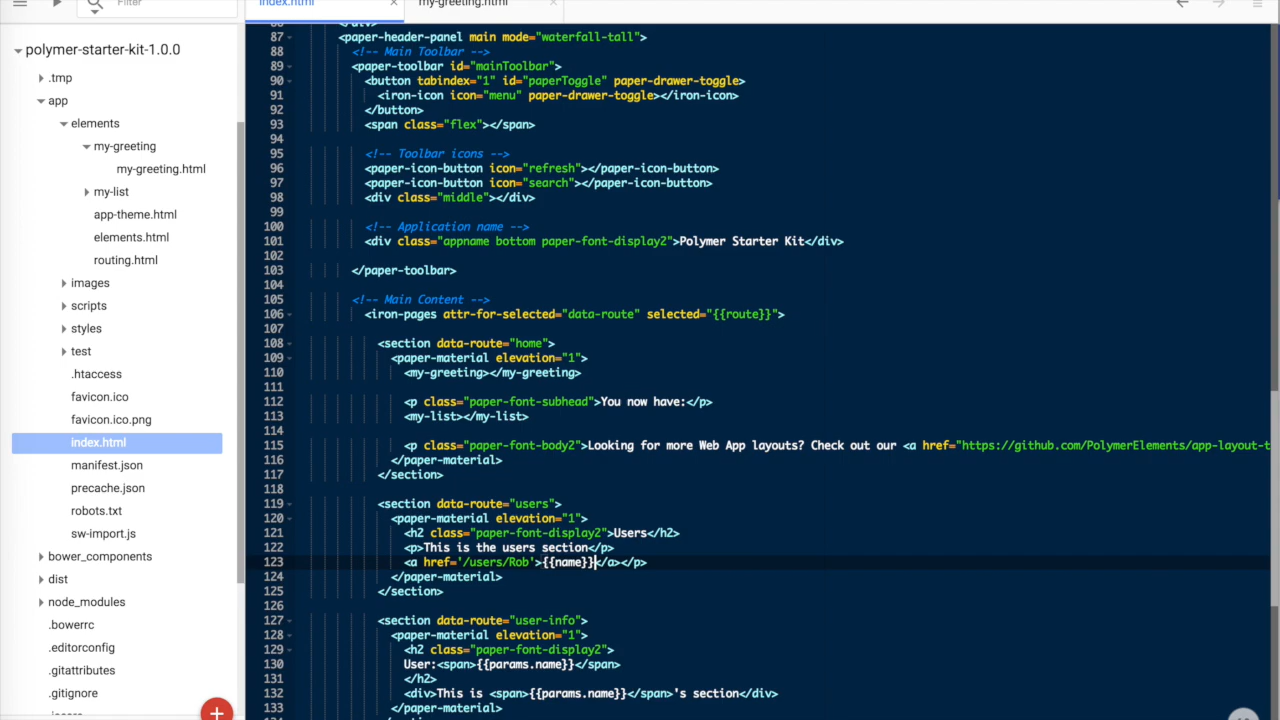 Filter
index.html × my-greeting.html ×
polymer-starter-kit-1.0.0
.tmp
app
elements
my-greeting
my-greeting.html
my-list
app-theme.html
elements.html
routing.html
images
scripts
styles
test
.htaccess
favicon.ico
favicon.ico.png
index.html
manifest.json
precache.json
robots.txt
sw-import.js
bower_components
dist
node_modules
.bowerrc
.editorconfig
.gitattributes
.gitignore
87 <paper-header-panel main mode="waterfall-tall">
88 <!-- Main Toolbar -->
89 <paper-toolbar id="mainToolbar">
90 <button tabindex="1" id="paperToggle" paper-drawer-toggle>
91 <iron-icon icon="menu" paper-drawer-toggle></iron-icon>
92 </button>
93 <span class="flex"></span>
94
95 <!-- Toolbar icons -->
96 <paper-icon-button icon="refresh"></paper-icon-button>
97 <paper-icon-button icon="search"></paper-icon-button>
98 <div class="middle"></div>
99
100 <!-- Application name -->
101 <div class="appname bottom paper-font-display2">Polymer Starter Kit</div>
102
103 </paper-toolbar>
104
105 <!-- Main Content -->
106 <iron-pages attr-for-selected="data-route" selected="{{route}}">
107
108 <section data-route="home">
109 <paper-material elevation="1">
110 <my-greeting></my-greeting>
111
112 <p class="paper-font-subhead">You now have:</p>
113 <my-list></my-list>
114
115 <p class="paper-font-body2">Looking for more Web App layouts? Check out our <a href="https://github.com/PolymerElements/app-layout-t
116 </paper-material>
117 </section>
118
119 <section data-route="users">
120 <paper-material elevation="1">
121 <h2 class="paper-font-display2">Users</h2>
122 <p>This is the users section</p>
123 <a href='/users/Rob'>{{name}}</a></p>
124 </paper-material>
125 </section>
126
127 <section data-route="user-info">
128 <paper-material elevation="1">
129 <h2 class="paper-font-display2">
130 User:<span>{{params.name}}</span>
131 </h2>
132 <div>This is <span>{{params.name}}</span>'s section</div>
133 </paper-material>